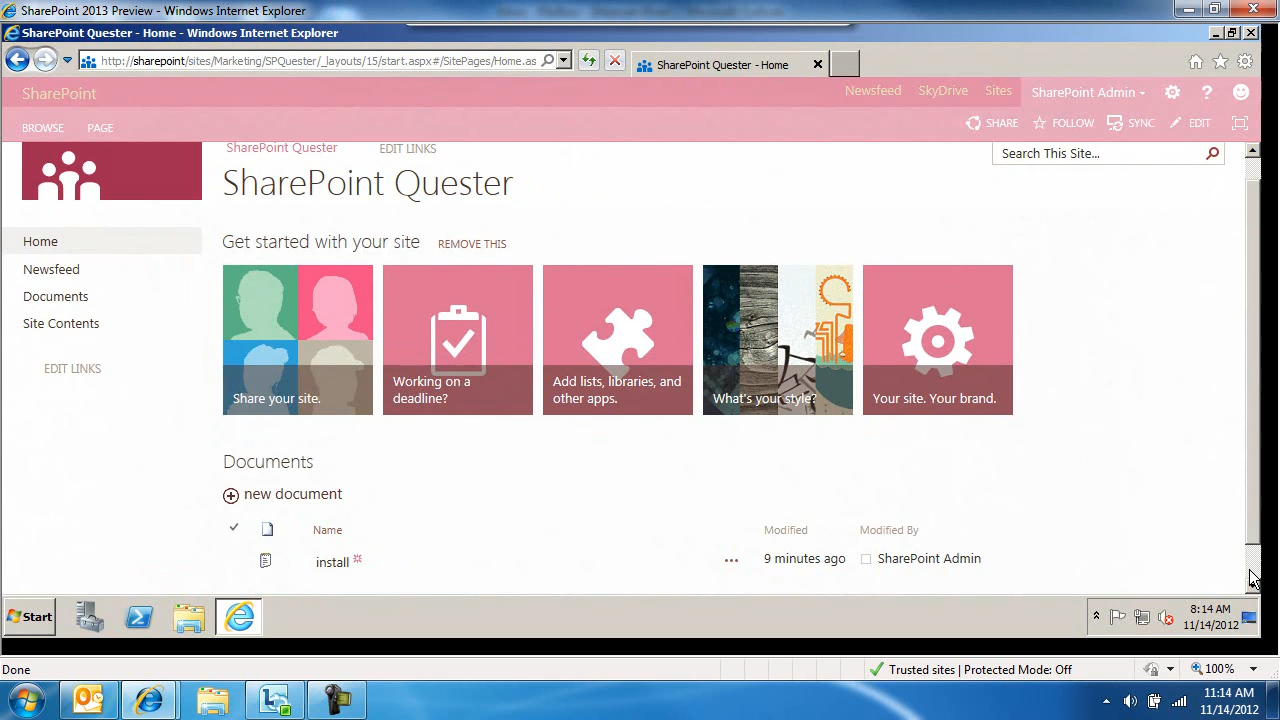 SharePoint 2013 Preview - Windows Internet Explorer
SharePoint Quester - Home - Windows Internet Explorer
http://sharepoint/sites/Marketing/SPQuester/_layouts/15/start.aspx#/SitePages/Home.as
SharePoint Quester - Home
SharePoint
Newsfeed SkyDrive Sites SharePoint Admin ?
BROWSE PAGE
SHARE FOLLOW SYNC EDIT
SharePoint Quester EDIT LINKS
Search This Site...
SharePoint Quester
Home
Newsfeed
Documents
Site Contents
EDIT LINKS
Get started with your site REMOVE THIS
Share your site.
Working on a
deadline?
Add lists, libraries, and
other apps.
What's your style?
Your site. Your brand.
Documents
new document
Name Modified Modified By
install ... 9 minutes ago SharePoint Admin
Start
8:14 AM
11/14/2012
Done
Trusted sites | Protected Mode: Off
100%
11:14 AM
11/14/2012